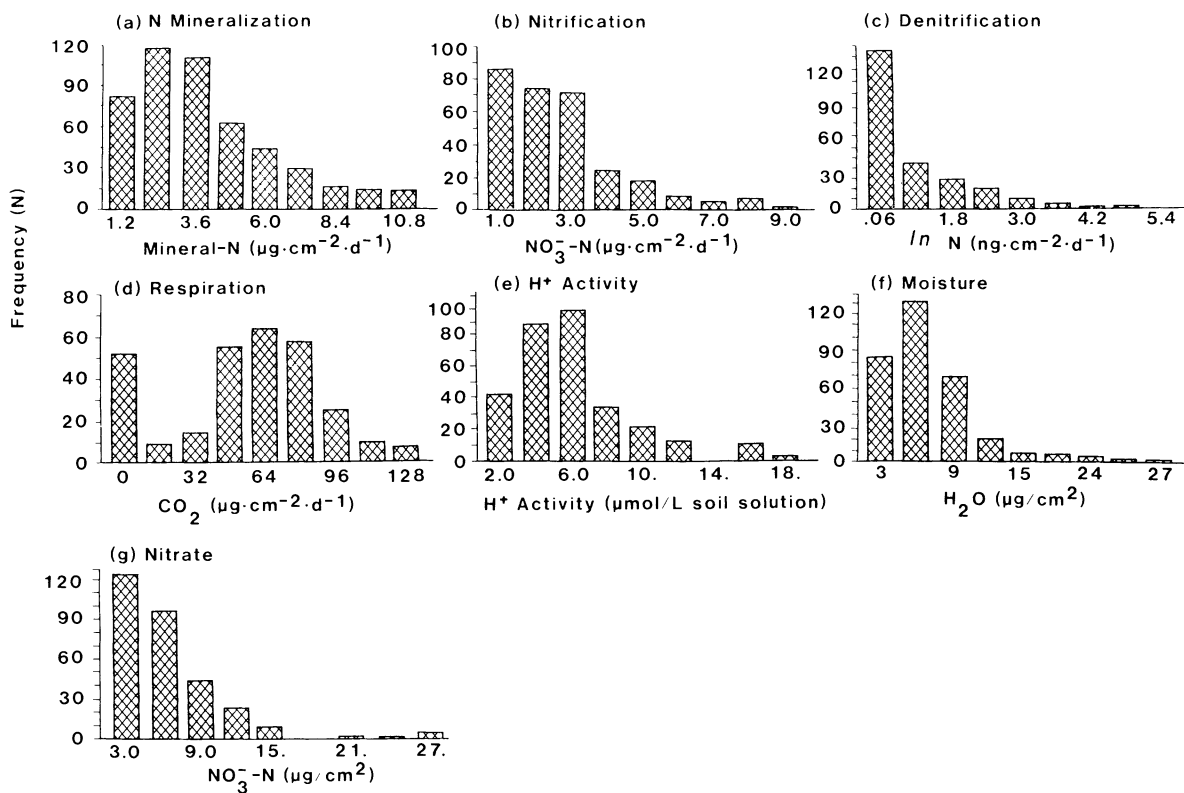 (a) N Mineralization
120
90
60
30
0
1.2 3.6 6.0 8.4 10.8
Mineral-N (µg·cm⁻²·d⁻¹)
(b) Nitrification
100
80
60
40
20
0
1.0 3.0 5.0 7.0 9.0
NO₃⁻-N(µg·cm⁻²·d⁻¹)
(c) Denitrification
120
90
60
30
0
.06 1.8 3.0 4.2 5.4
ln N (ng·cm⁻²·d⁻¹)
Frequency (N)
(d) Respiration
80
60
40
20
0
0 32 64 96 128
CO₂ (µg·cm⁻²·d⁻¹)
(e) H⁺ Activity
100
80
60
40
20
0
2.0 6.0 10. 14. 18.
H⁺ Activity (µmol/L soil solution)
(f) Moisture
120
90
60
30
0
3 9 15 24 27
H₂O (µg/cm²)
(g) Nitrate
120
90
60
30
0
3.0 9.0 15. 21. 27.
NO₃⁻-N (µg/cm²)